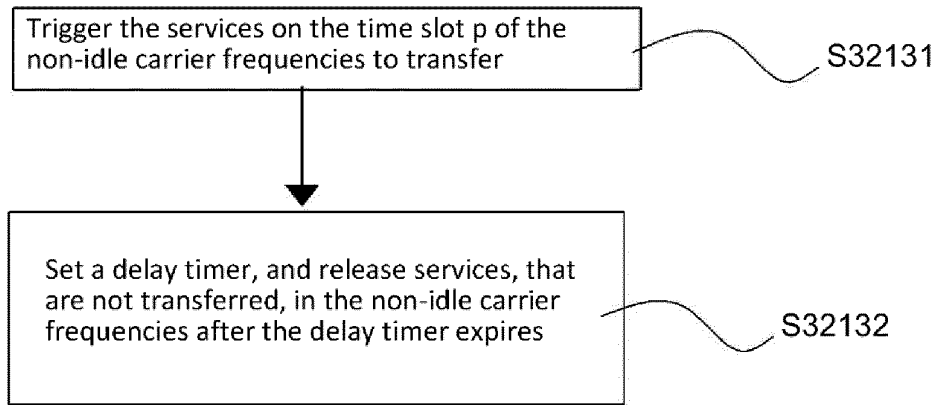 Trigger the services on the time slot p of the
non-idle carrier frequencies to transfer
S32131
Set a delay timer, and release services, that
are not transferred, in the non-idle carrier
frequencies after the delay timer expires
S32132